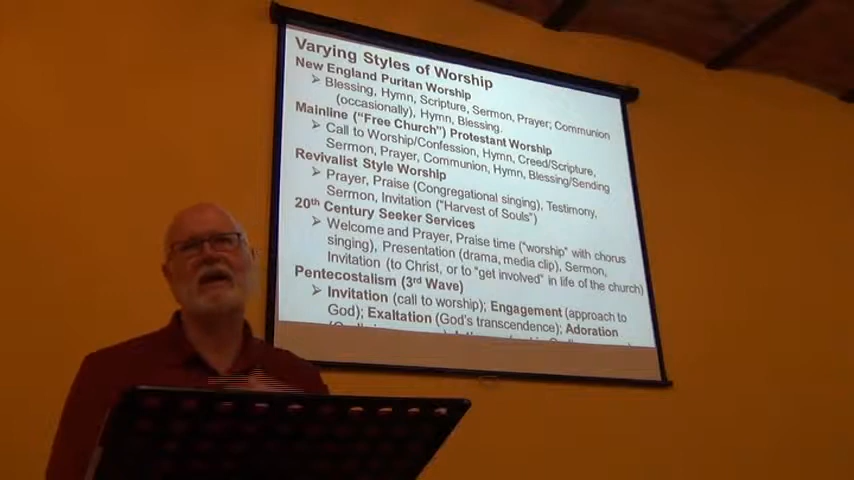 Varying Styles of Worship
New England Puritan Worship
➢ Blessing, Hymn, Scripture, Sermon, Prayer; Communion
(occasionally), Hymn, Blessing.
Mainline ("Free Church") Protestant Worship
➢ Call to Worship/Confession, Hymn, Creed/Scripture,
Sermon, Prayer, Communion, Hymn, Blessing/Sending
Revivalist Style Worship
➢ Prayer, Praise (Congregational singing), Testimony,
Sermon, Invitation ("Harvest of Souls")
20th Century Seeker Services
➢ Welcome and Prayer, Praise time ("worship" with chorus
singing), Presentation (drama, media clip), Sermon,
Invitation (to Christ, or to "get involved" in life of the church)
Pentecostalism (3rd Wave)
➢ Invitation (call to worship); Engagement (approach to
God); Exaltation (God's transcendence); Adoration